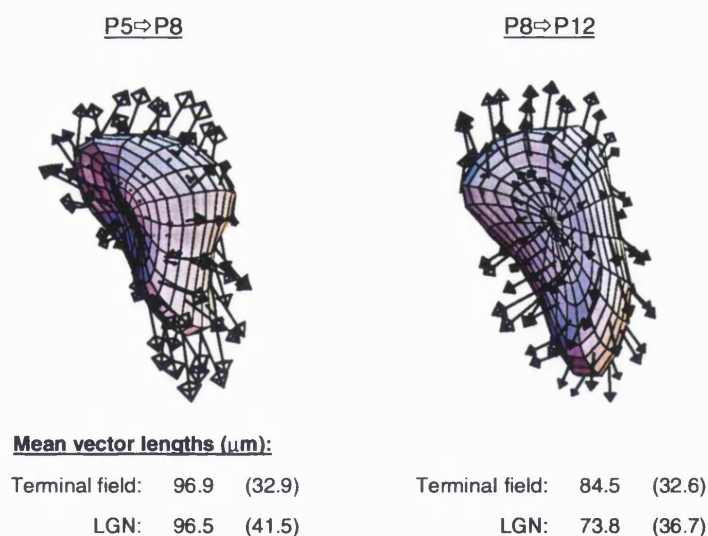 P5⇨P8 P8⇨P12
Mean vector lengths (μm):
Terminal field: 96.9 (32.9) Terminal field: 84.5 (32.6)
LGN: 96.5 (41.5) LGN: 73.8 (36.7)